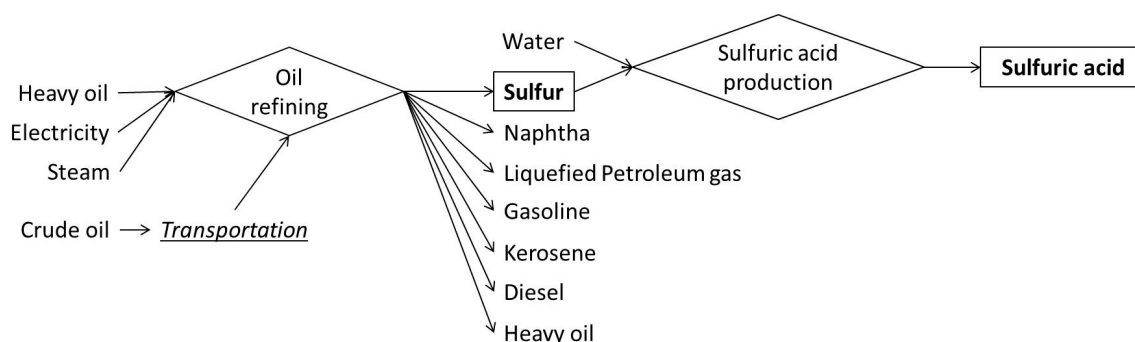 Heavy oil
Electricity
Steam
Crude oil
Transportation
Oil
refining
Water
Sulfur
Naphtha
Liquefied Petroleum gas
Gasoline
Kerosene
Diesel
Heavy oil
Sulfuric acid
production
Sulfuric acid